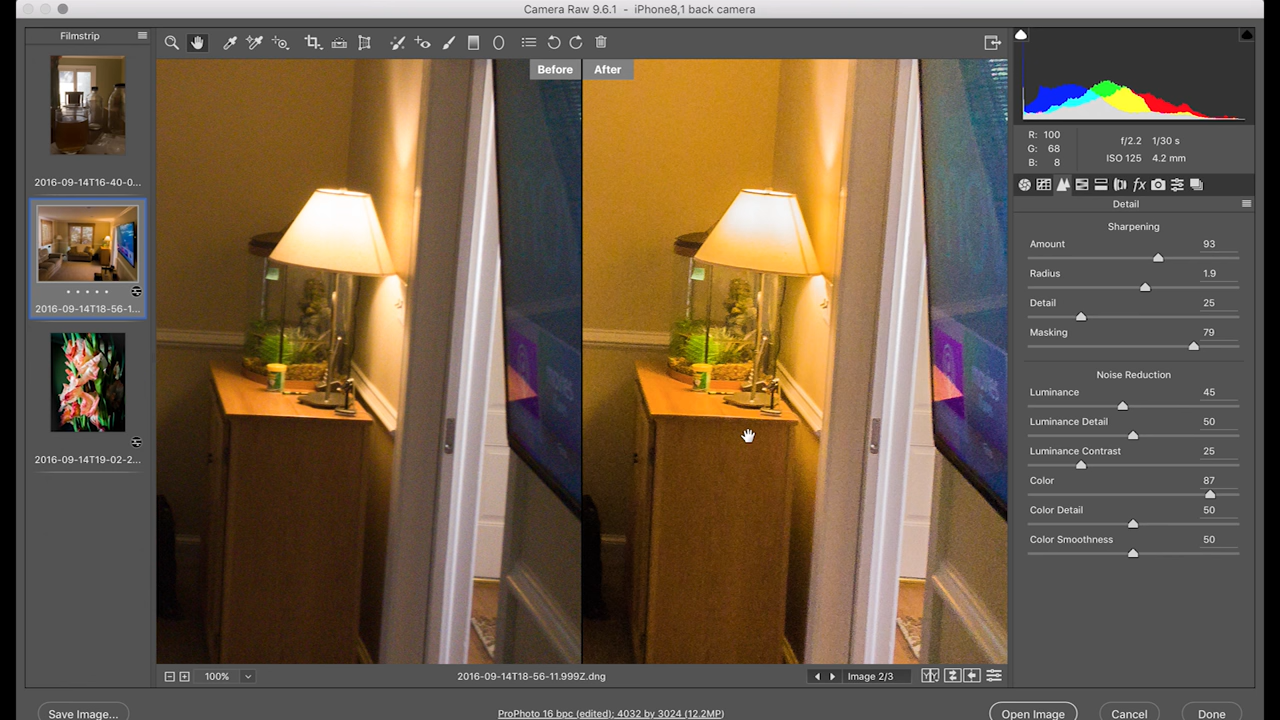 Camera Raw 9.6.1 - iPhone8,1 back camera
Filmstrip
2016-09-14T16-40-0...
2016-09-14T18-56-1...
2016-09-14T19-02-2...
Before
After
100%
2016-09-14T18-56-11.999Z.dng
Image 2/3
Y Y
R: 100
G: 68
B: 8
f/2.2 1/30 s
ISO 125 4.2 mm
fx
Detail
Sharpening
Amount 93
Radius 1.9
Detail 25
Masking 79
Noise Reduction
Luminance 45
Luminance Detail 50
Luminance Contrast 25
Color 87
Color Detail 50
Color Smoothness 50
Save Image...
ProPhoto 16 bpc (edited): 4032 by 3024 (12.2MP)
Open Image
Cancel
Done